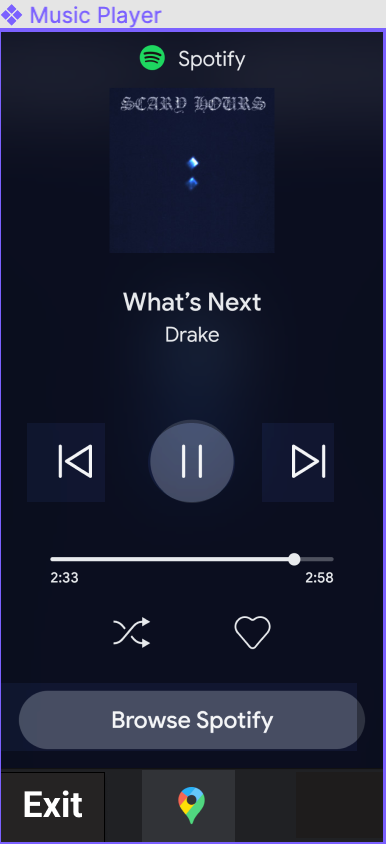 Music Player
Spotify
SCARY HOURS
What's Next
Drake
2:33 2:58
Browse Spotify
Exit